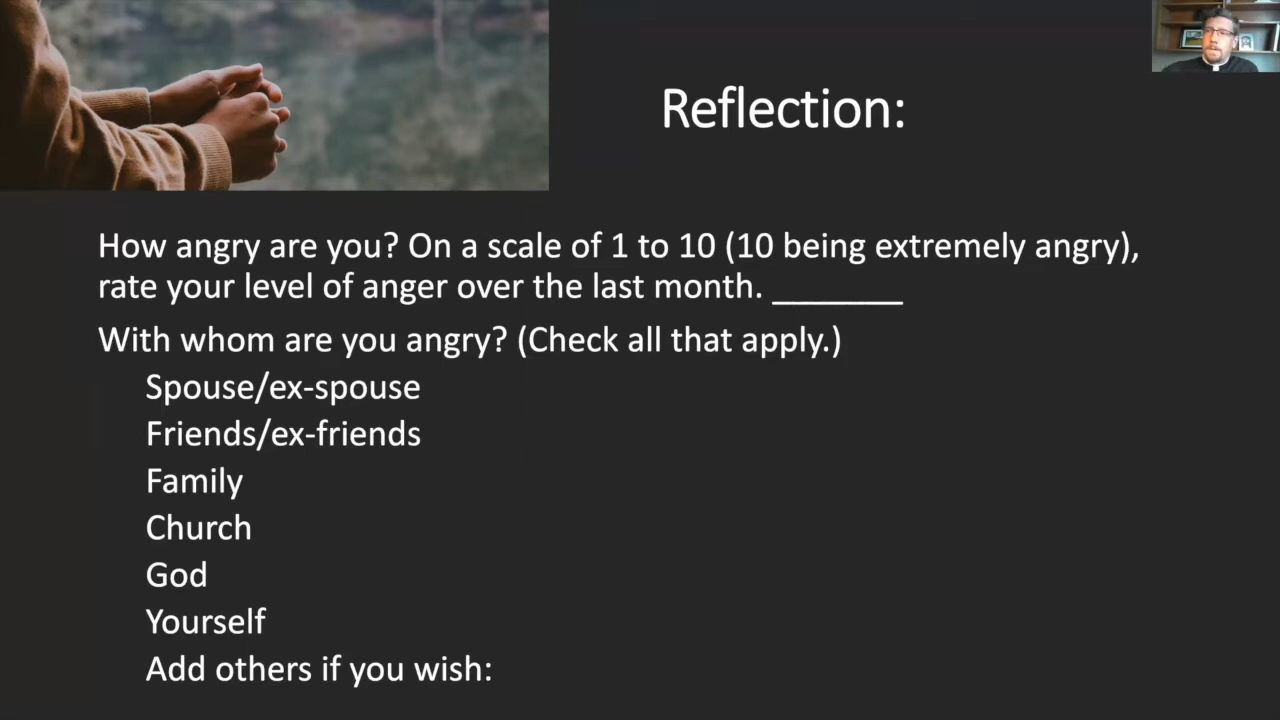 Reflection:
How angry are you? On a scale of 1 to 10 (10 being extremely angry),
rate your level of anger over the last month. _______
With whom are you angry? (Check all that apply.)
Spouse/ex-spouse
Friends/ex-friends
Family
Church
God
Yourself
Add others if you wish: